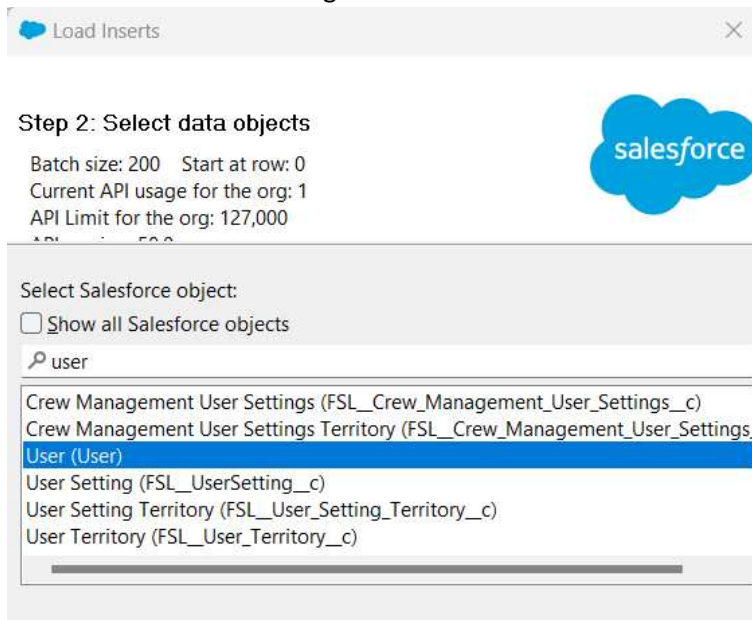 Load Inserts
Step 2: Select data objects
salesforce
Batch size: 200 Start at row: 0
Current API usage for the org: 1
API Limit for the org: 127,000
Select Salesforce object:
Show all Salesforce objects
user
Crew Management User Settings (FSL__Crew_Management_User_Settings__c)
Crew Management User Settings Territory (FSL__Crew_Management_User_Settings_
User (User)
User Setting (FSL__UserSetting__c)
User Setting Territory (FSL__User_Setting_Territory__c)
User Territory (FSL__User_Territory__c)